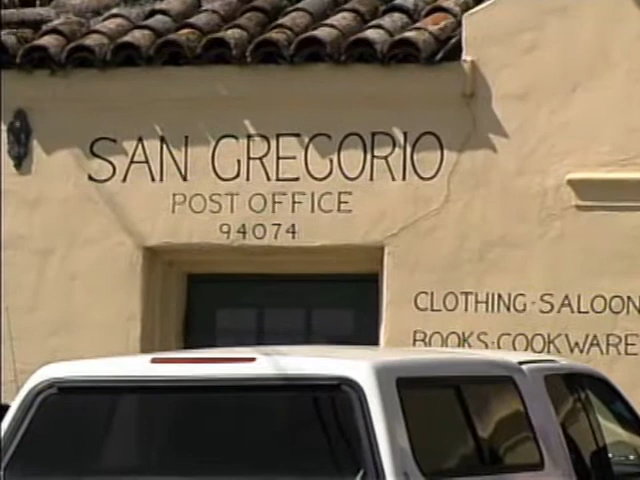 SAN GREGORIO
POST OFFICE
94074
CLOTHING·SALOON
BOOKS·COOKWARE